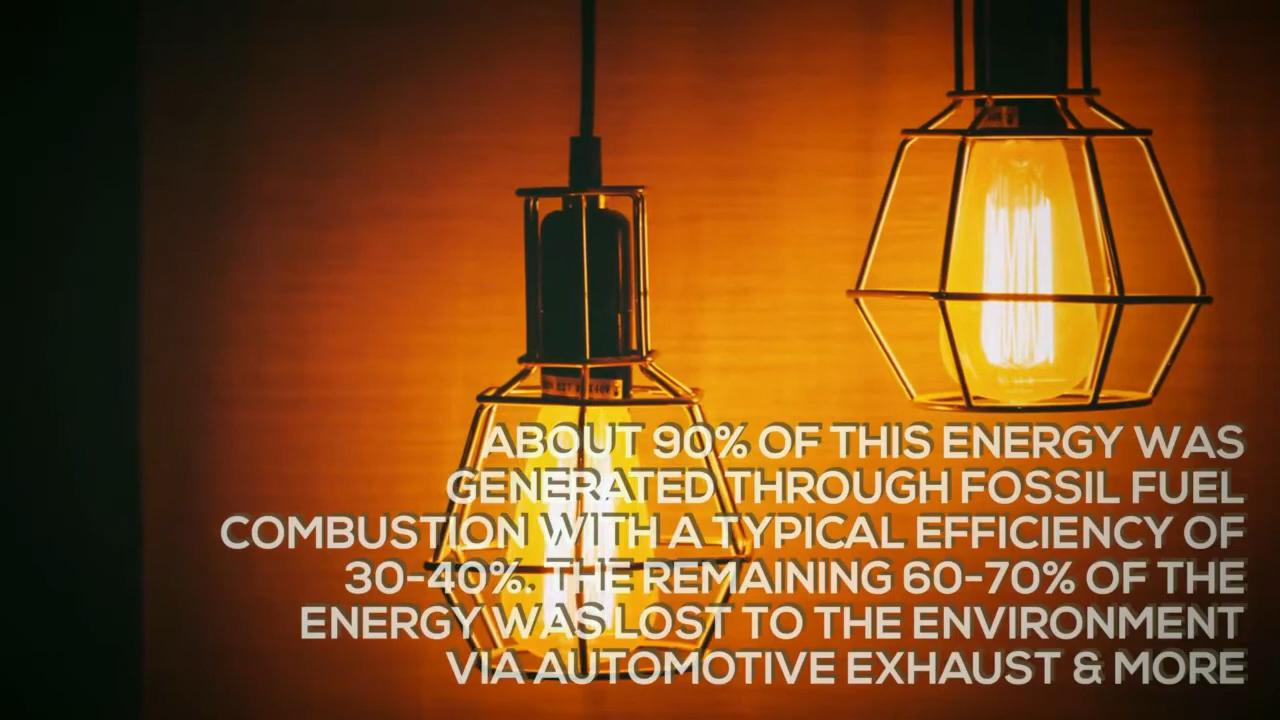 ABOUT 90% OF THIS ENERGY WAS
GENERATED THROUGH FOSSIL FUEL
COMBUSTION WITH A TYPICAL EFFICIENCY OF
30-40%. THE REMAINING 60-70% OF THE
ENERGY WAS LOST TO THE ENVIRONMENT
VIA AUTOMOTIVE EXHAUST & MORE